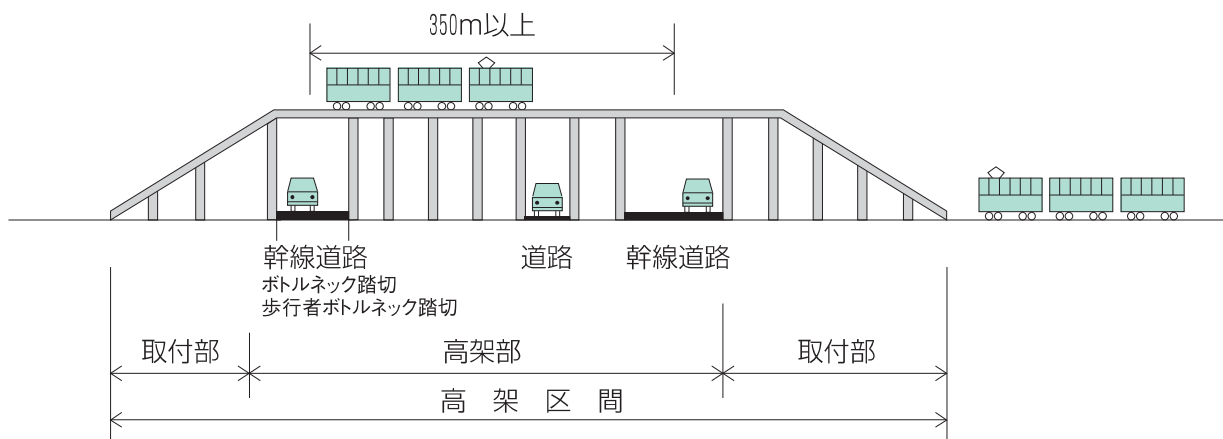 350m以上
幹線道路
ボトルネック踏切
歩行者ボトルネック踏切
道路
幹線道路
取付部
高架部
取付部
高架区間